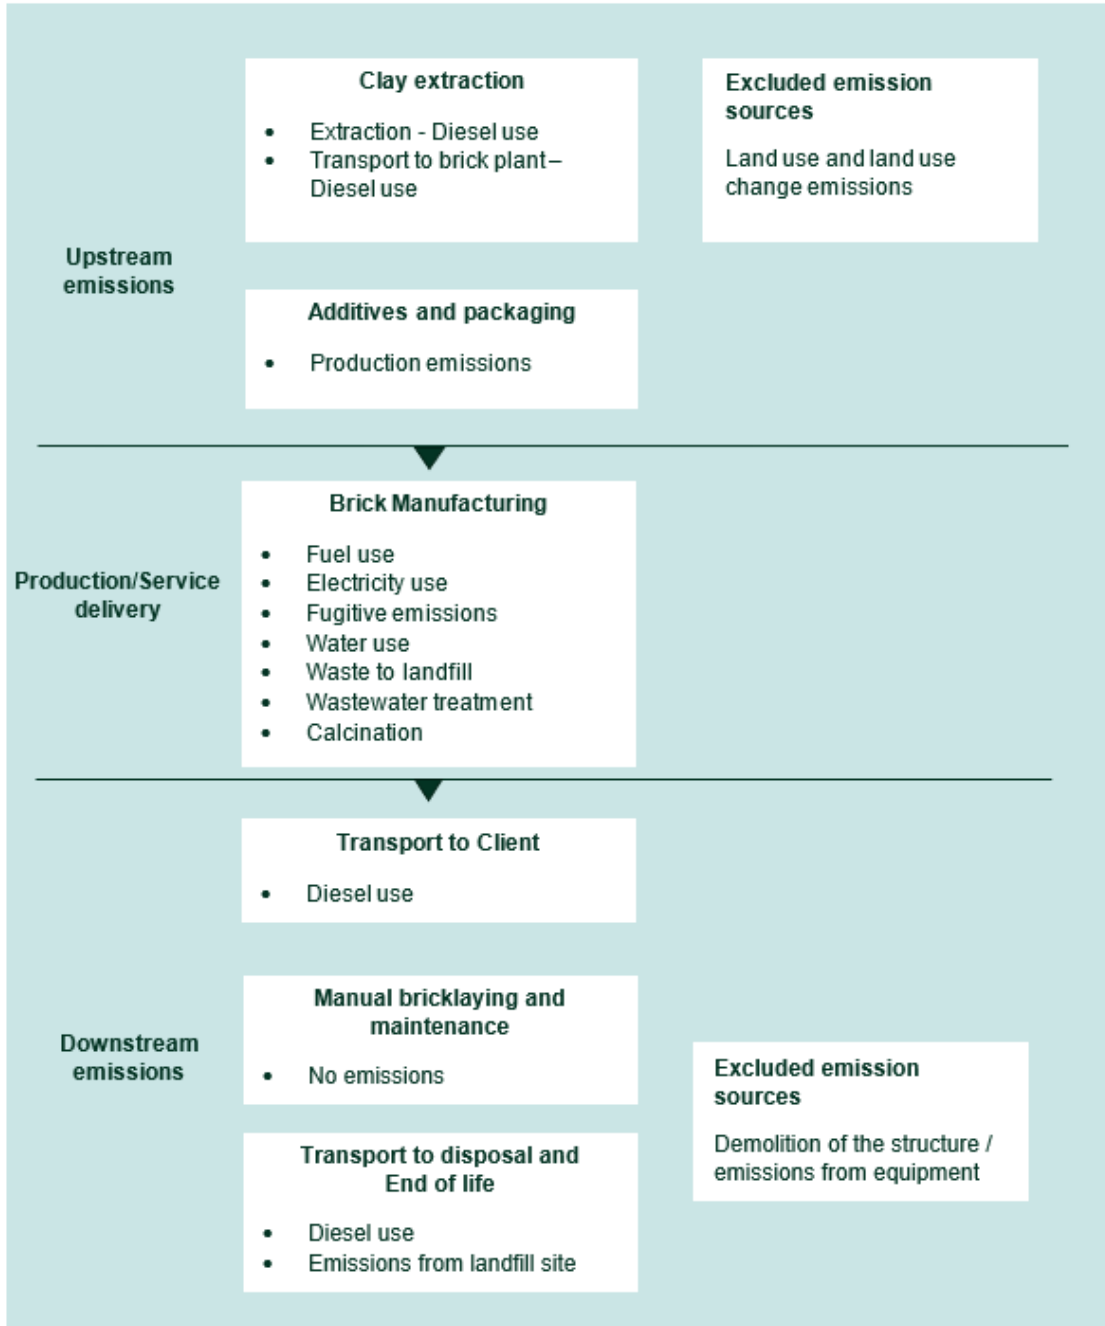 Clay extraction
• Extraction - Diesel use
• Transport to brick plant –
Diesel use
Excluded emission
sources
Land use and land use
change emissions
Upstream
emissions
Additives and packaging
• Production emissions
Brick Manufacturing
• Fuel use
• Electricity use
• Fugitive emissions
• Water use
• Waste to landfill
• Wastewater treatment
• Calcination
Production/Service
delivery
Transport to Client
• Diesel use
Manual bricklaying and
maintenance
• No emissions
Downstream
emissions
Excluded emission
sources
Demolition of the structure /
emissions from equipment
Transport to disposal and
End of life
• Diesel use
• Emissions from landfill site